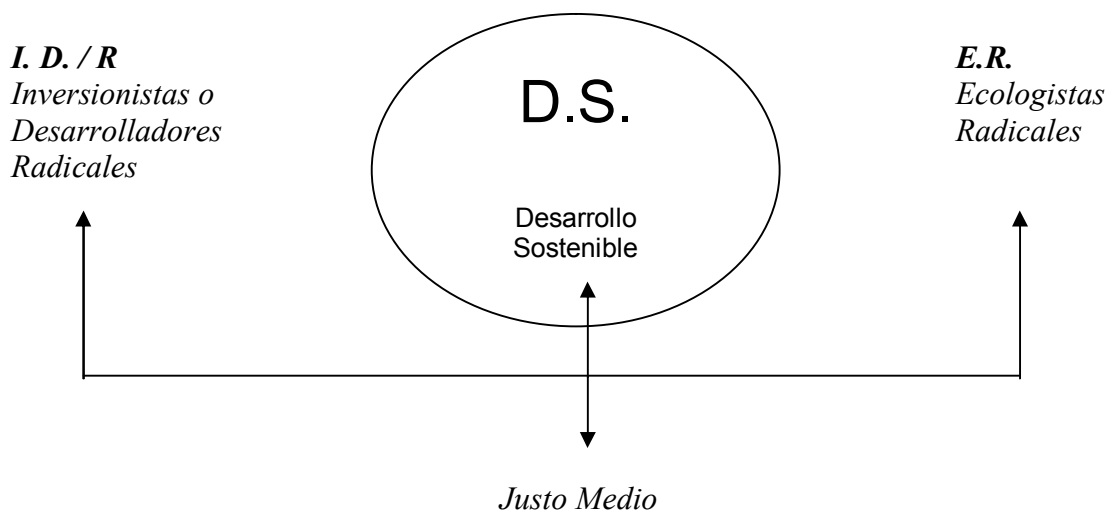 I. D. / R
Inversionistas o
Desarrolladores
Radicales
D.S.
Desarrollo
Sostenible
E.R.
Ecologistas
Radicales
Justo Medio